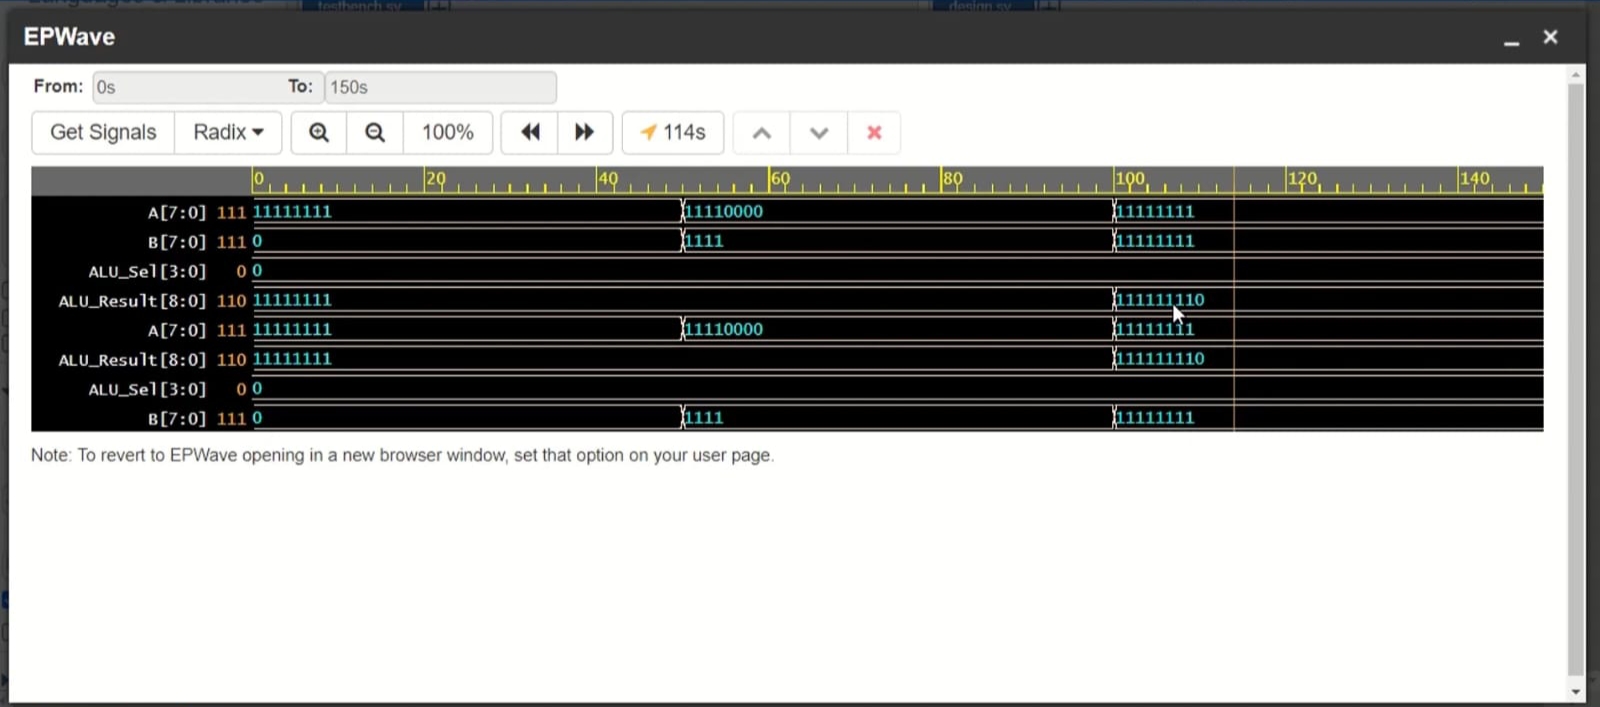 testbench.sv
design.sv
EPWave
From: 0s To: 150s
Get Signals Radix 100% 114s
0 20 40 60 80 100 120 140
A[7:0] 111 11111111 11110000 11111111
B[7:0] 111 0 1111 11111111
ALU_Sel[3:0] 0 0
ALU_Result[8:0] 110 11111111 111111110
A[7:0] 111 11111111 11110000 11111111
ALU_Result[8:0] 110 11111111 111111110
ALU_Sel[3:0] 0 0
B[7:0] 111 0 1111 11111111
Note: To revert to EPWave opening in a new browser window, set that option on your user page.